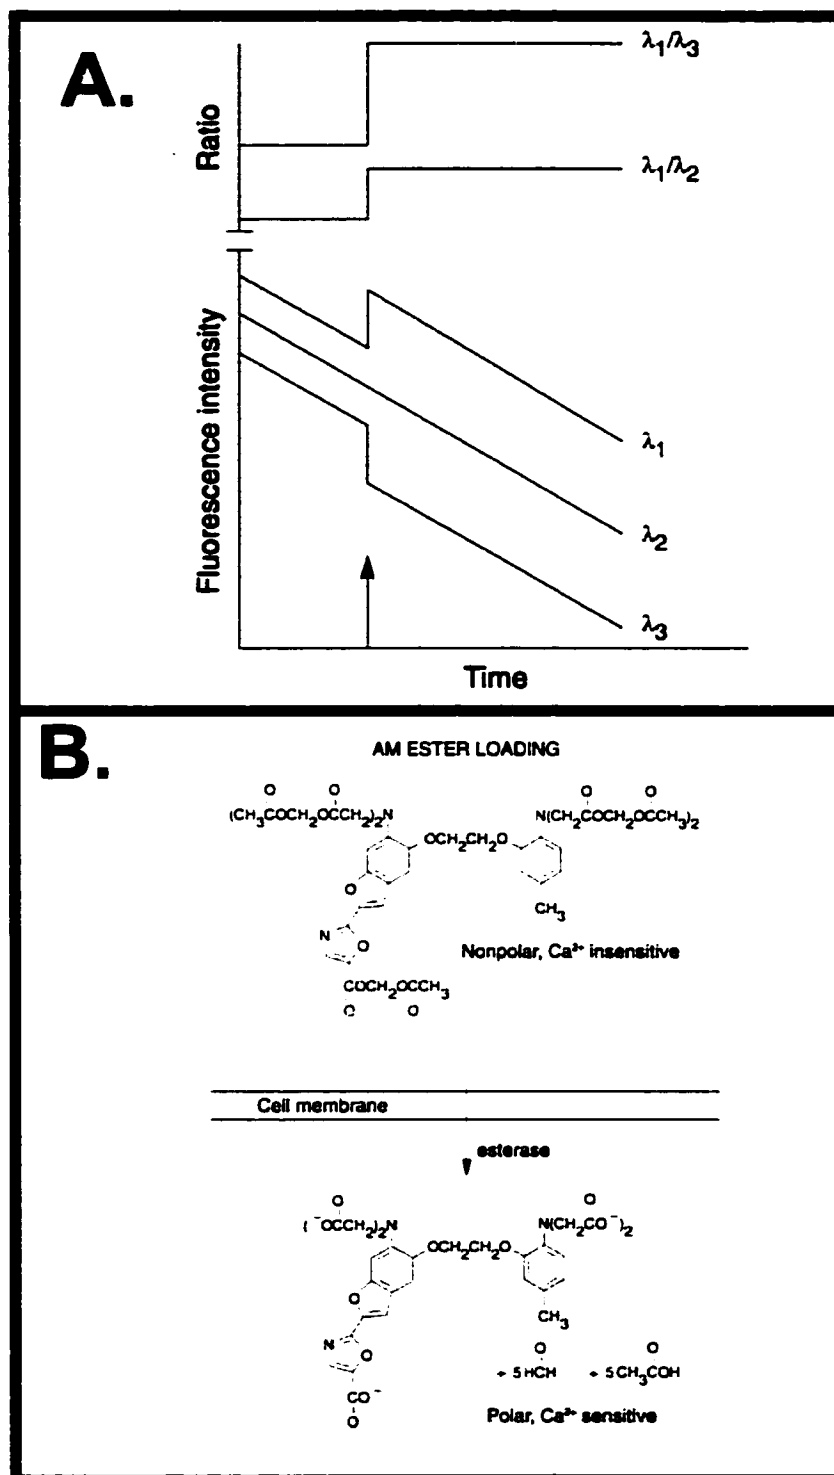 A.
Ratio
λ1/λ3
λ1/λ2
Fluorescence intensity
λ1
λ2
λ3
Time
B.
AM ESTER LOADING
O O
(CH3COCH2OCCH2)2N
O O
N(CH2COCH2OCCH3)2
OCH2CH2O
O
N
O
CH3
Nonpolar, Ca2+ insensitive
COCH2OCCH3
O O
Cell membrane
esterase
O
(-OCCH2)2N
O
N(CH2CO-)2
OCH2CH2O
O
N
O
CH3
O O
+ 5 HCH + 5 CH3COH
CO-
O
Polar, Ca2+ sensitive